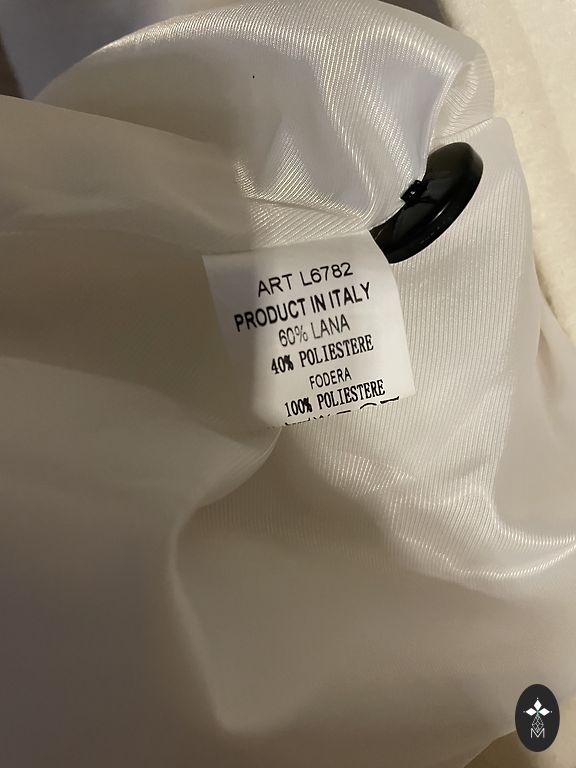 ART L6782
PRODUCT IN ITALY
60% LANA
40% POLIESTERE
FODERA
100% POLIESTERE